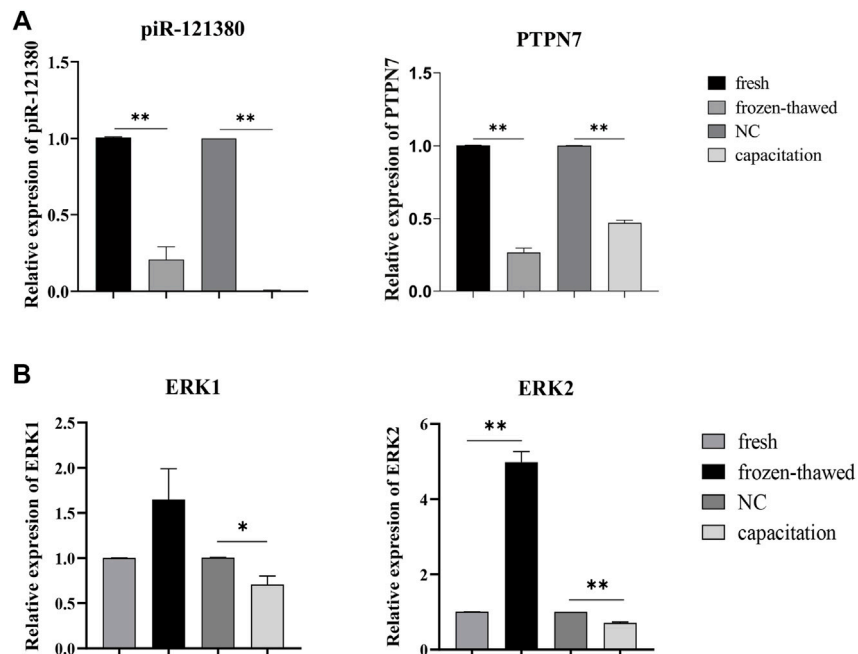 A
piR-121380
Relative expresion of piR-121380
1.5
1.0
0.5
0.0
**
**
PTPN7
Relative expresion of PTPN7
1.5
1.0
0.5
0.0
**
**
fresh
frozen-thawed
NC
capacitation
B
ERK1
Relative expresion of ERK1
2.5
2.0
1.5
1.0
0.5
0.0
*
ERK2
Relative expresion of ERK2
6
4
2
0
**
**
fresh
frozen-thawed
NC
capacitation